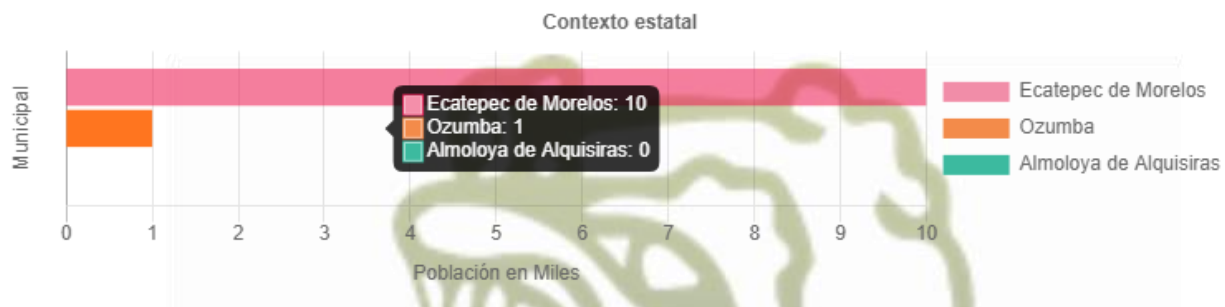 Contexto estatal
Municipal
Ecatepec de Morelos: 10
Ozumba: 1
Almoloya de Alquisiras: 0
Ecatepec de Morelos
Ozumba
Almoloya de Alquisiras
0 1 2 3 4 5 6 7 8 9 10
Población en Miles